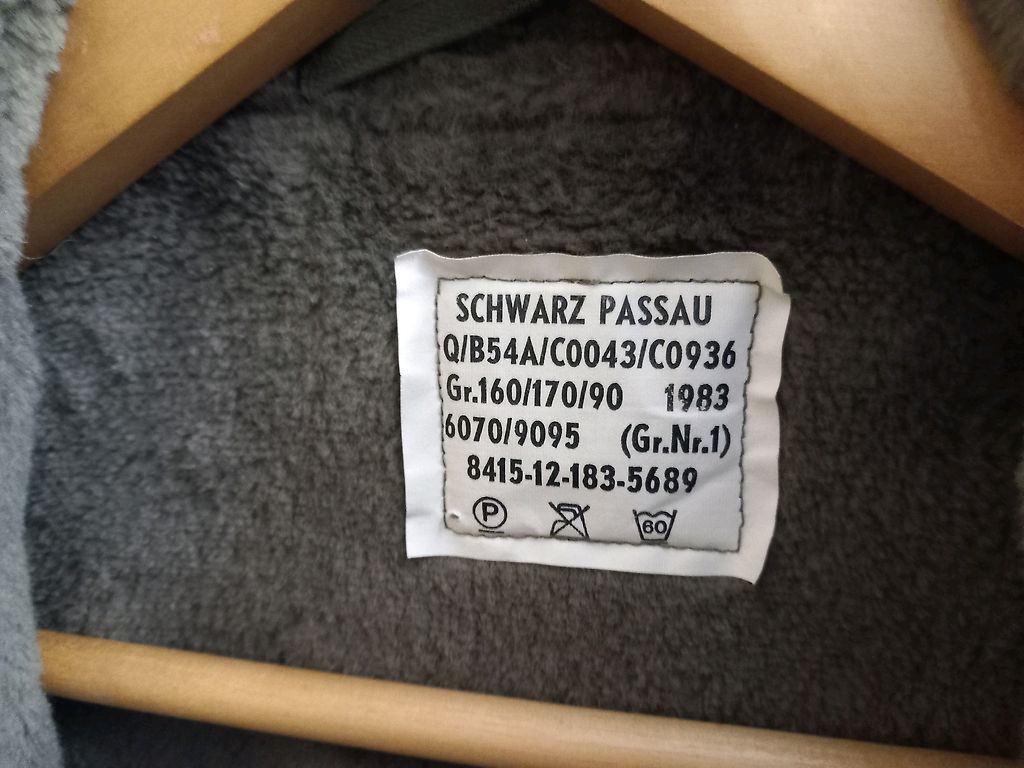 SCHWARZ PASSAU
Q/B54A/C0043/C0936
Gr.160/170/90 1983
6070/9095 (Gr.Nr.1)
8415-12-183-5689
P 60